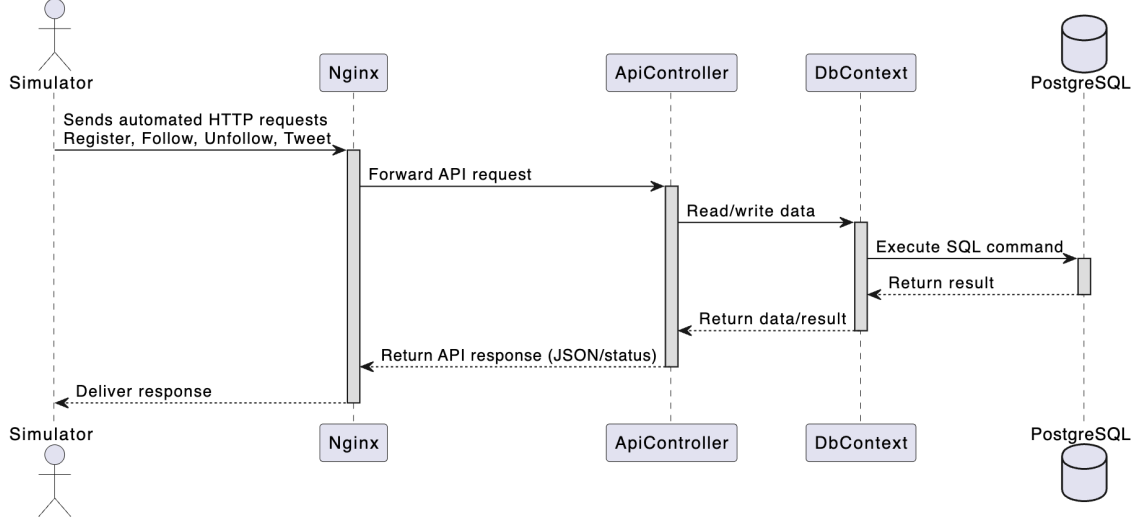 Simulator
Nginx
ApiController
DbContext
PostgreSQL
Sends automated HTTP requests
Register, Follow, Unfollow, Tweet
Forward API request
Read/write data
Execute SQL command
Return result
Return data/result
Return API response (JSON/status)
Deliver response
Simulator
Nginx
ApiController
DbContext
PostgreSQL